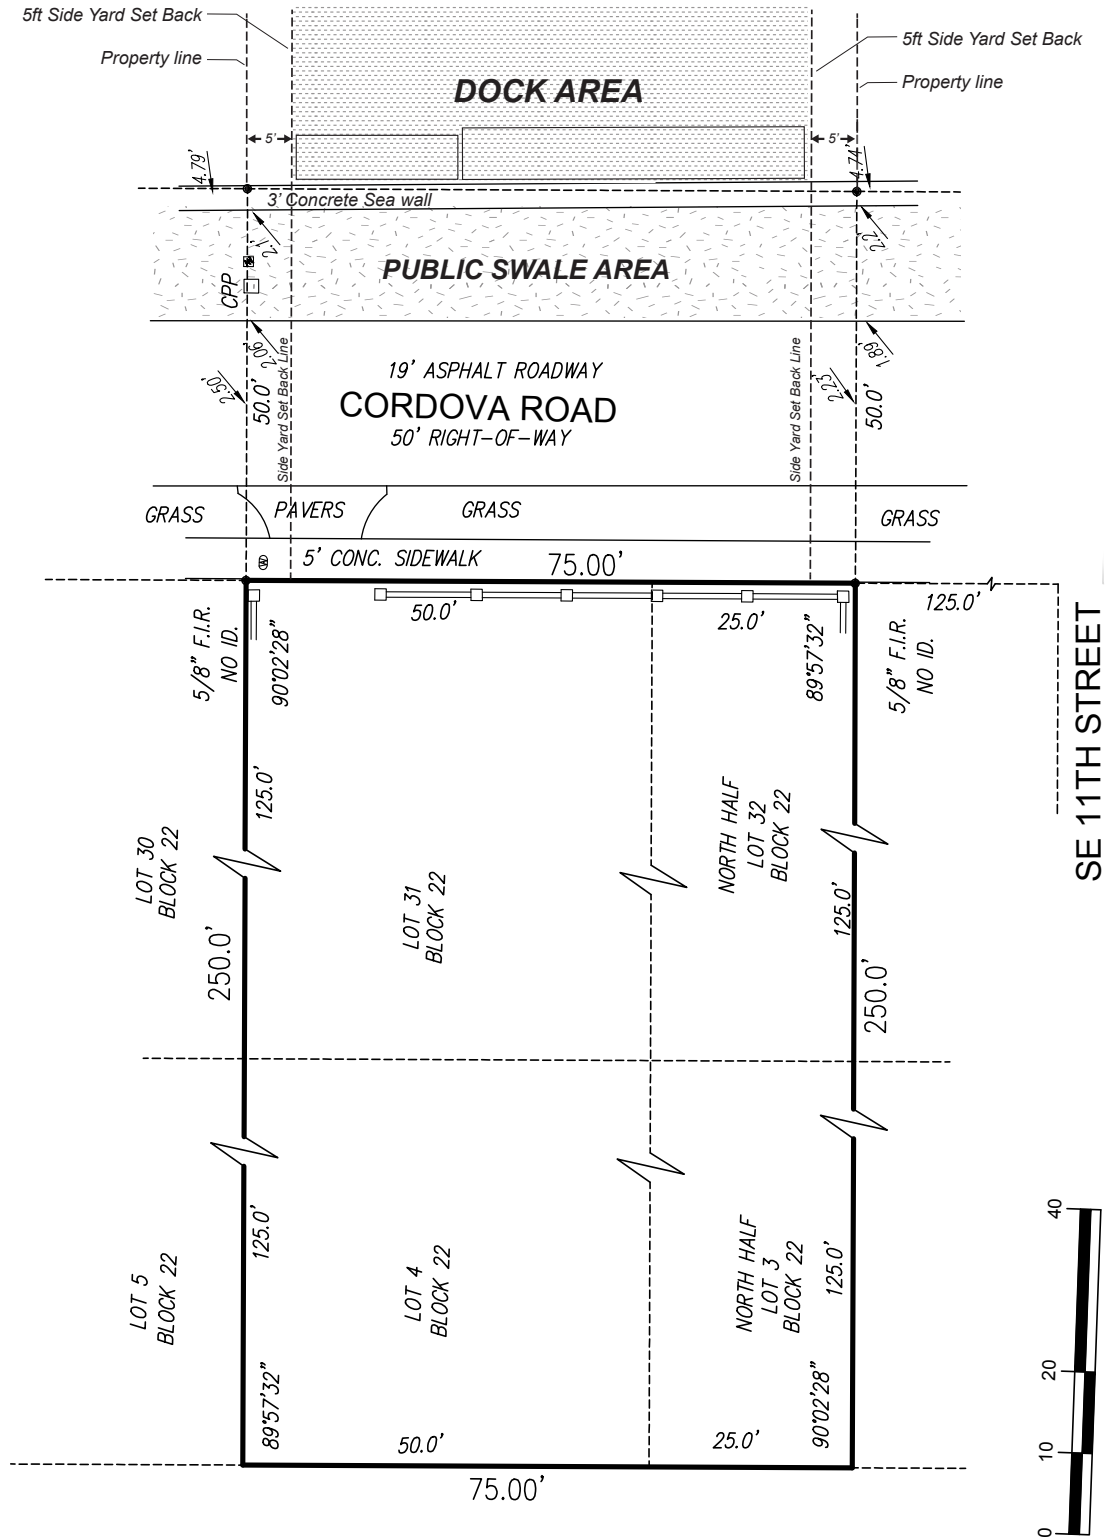 5ft Side Yard Set Back
5ft Side Yard Set Back
Property line
Property line
DOCK AREA
5'
5'
4.79'
4.74'
3' Concrete Sea wall
2.1'
2.2'
PUBLIC SWALE AREA
CPP
2.06'
1.89'
2.50'
50.0'
Side Yard Set Back Line
19' ASPHALT ROADWAY
CORDOVA ROAD
50' RIGHT-OF-WAY
Side Yard Set Back Line
2.23'
50.0'
GRASS
PAVERS
GRASS
GRASS
5' CONC. SIDEWALK
75.00'
50.0'
25.0'
125.0'
5/8" F.I.R.
NO ID.
90°02'28"
89°57'32"
5/8" F.I.R.
NO ID.
SE 11TH STREET
125.0'
LOT 30
BLOCK 22
LOT 31
BLOCK 22
NORTH HALF
LOT 32
BLOCK 22
125.0'
250.0'
250.0'
125.0'
LOT 5
BLOCK 22
LOT 4
BLOCK 22
NORTH HALF
LOT 3
BLOCK 22
125.0'
89°57'32"
90°02'28"
50.0'
25.0'
75.00'
40
20
10
0